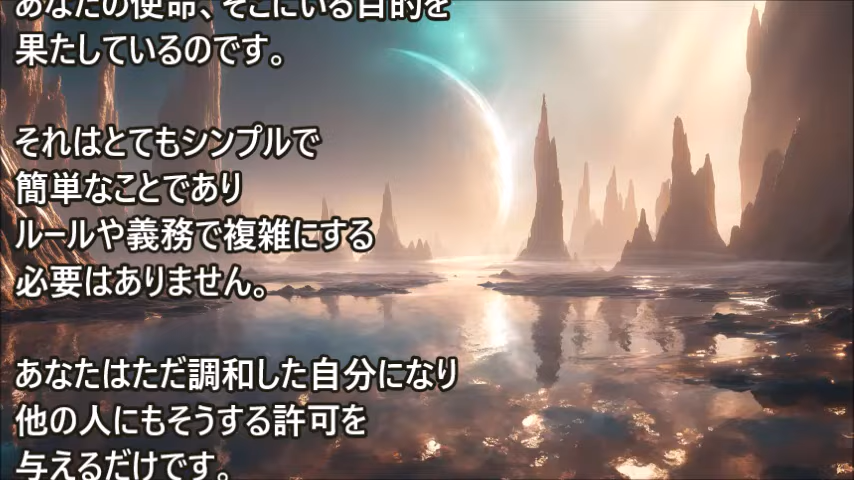 あなたの使命、そこにいる目的を
果たしているのです。
それはとてもシンプルで
簡単なことであり
ルールや義務で複雑にする
必要はありません。
あなたはただ調和した自分になり
他の人にもそうする許可を
与えるだけです。